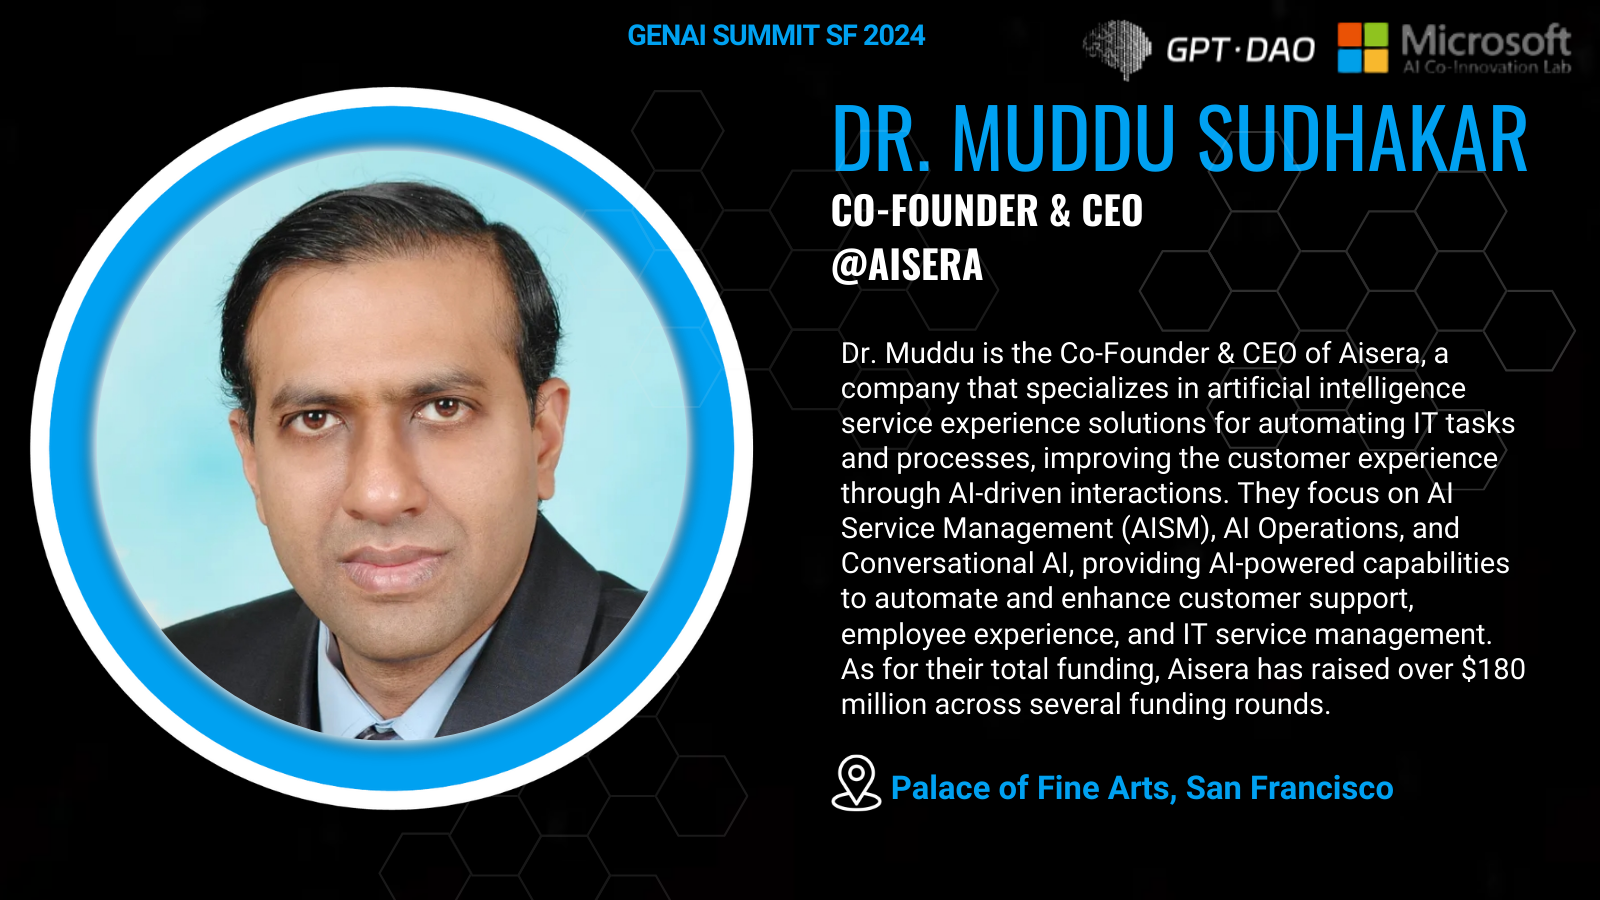 GENAI SUMMIT SF 2024
GPT·DAO
Microsoft
AI Co-Innovation Lab
DR. MUDDU SUDHAKAR
CO-FOUNDER & CEO
@AISERA
Dr. Muddu is the Co-Founder & CEO of Aisera, a
company that specializes in artificial intelligence
service experience solutions for automating IT tasks
and processes, improving the customer experience
through AI-driven interactions. They focus on AI
Service Management (AISM), AI Operations, and
Conversational AI, providing AI-powered capabilities
to automate and enhance customer support,
employee experience, and IT service management.
As for their total funding, Aisera has raised over $180
million across several funding rounds.
Palace of Fine Arts, San Francisco